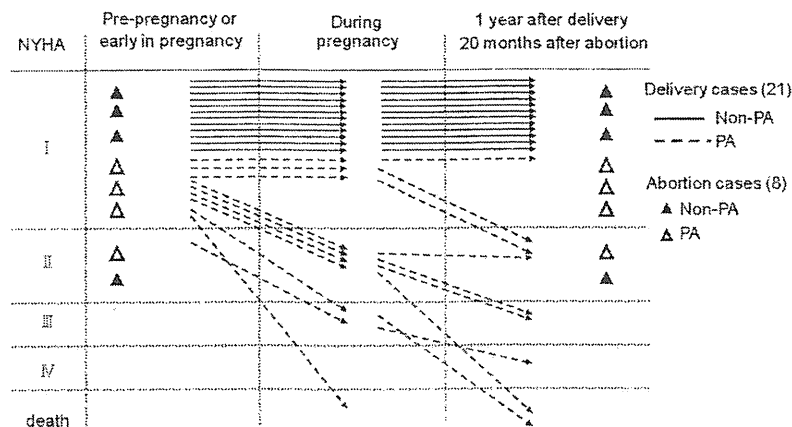 NYHA
Pre-pregnancy or
early in pregnancy
During
pregnancy
1 year after delivery
20 months after abortion
I
II
III
IV
death
Delivery cases (21)
Non-PA
PA
Abortion cases (8)
Non-PA
PA